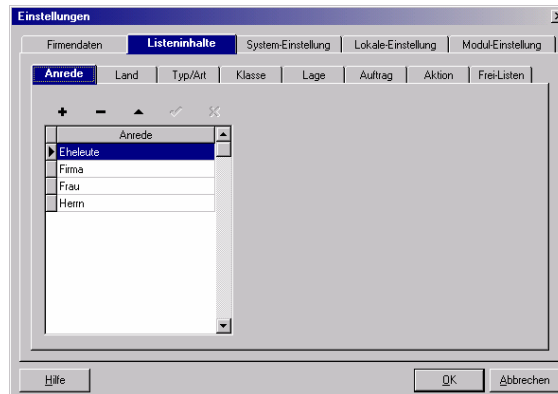 Einstellungen
Firmendaten Listeninhalte System-Einstellung Lokale-Einstellung Modul-Einstellung
Anrede Land Typ/Art Klasse Lage Auftrag Aktion Frei-Listen
Anrede
Eheleute
Firma
Frau
Herrn
Hilfe OK Abbrechen